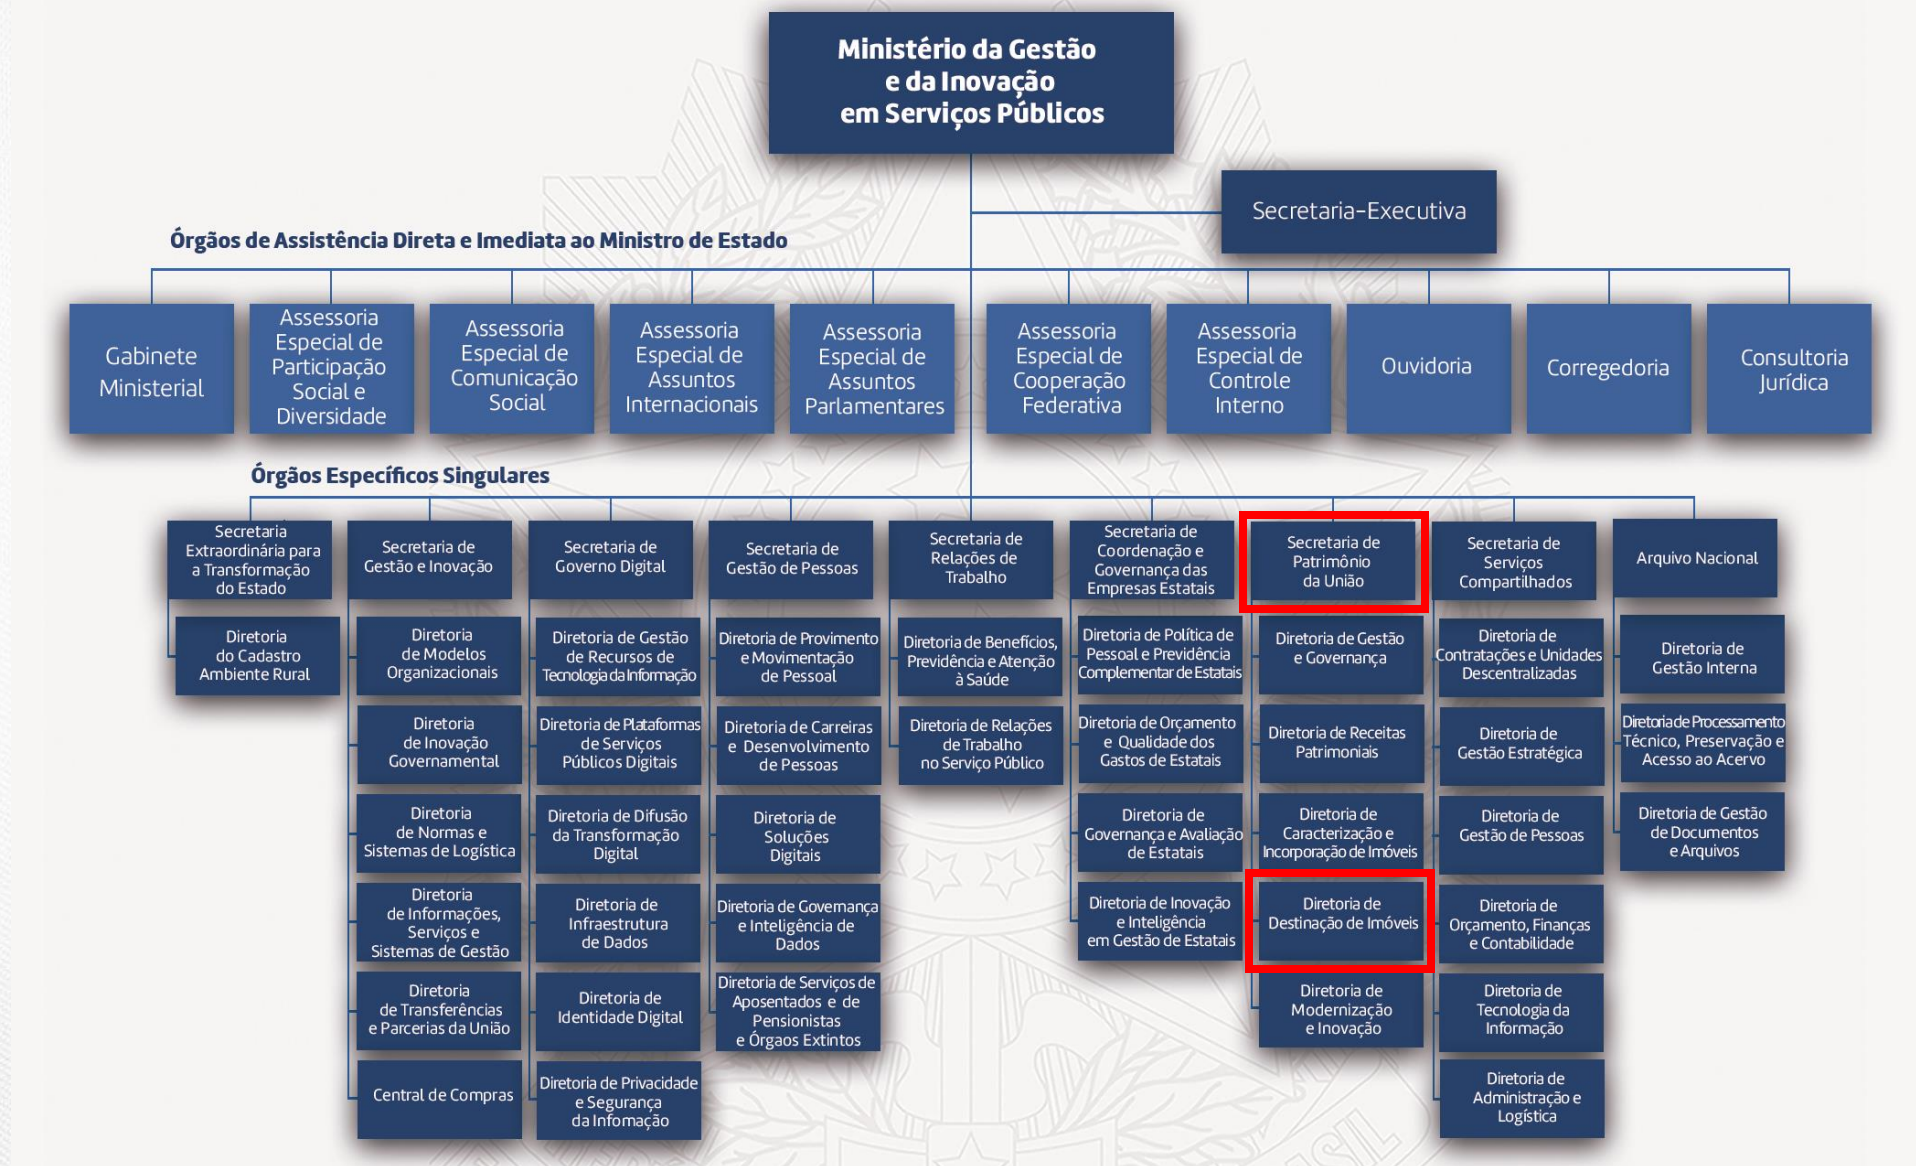 Ministério da Gestão
e da Inovação
em Serviços Públicos
Secretaria-Executiva
Órgãos de Assistência Direta e Imediata ao Ministro de Estado
Gabinete
Ministerial
Assessoria
Especial de
Participação
Social e
Diversidade
Assessoria
Especial de
Comunicação
Social
Assessoria
Especial de
Assuntos
Internacionais
Assessoria
Especial de
Assuntos
Parlamentares
Assessoria
Especial de
Cooperação
Federativa
Assessoria
Especial de
Controle
Interno
Ouvidoria
Corregedoria
Consultoria
Jurídica
Órgãos Específicos Singulares
Secretaria
Extraordinária para
a Transformação
do Estado
Diretoria
do Cadastro
Ambiente Rural
Secretaria de
Gestão e Inovação
Diretoria
de Modelos
Organizacionais
Diretoria
de Inovação
Governamental
Diretoria
de Normas e
Sistemas de Logística
Diretoria
de Informações,
Serviços e
Sistemas de Gestão
Diretoria
de Transferências
e Parcerias da União
Central de Compras
Secretaria de
Governo Digital
Diretoria de Gestão
de Recursos de
Tecnologia da Informação
Diretoria de Plataformas
de Serviços
Públicos Digitais
Diretoria de Difusão
da Transformação
Digital
Diretoria de
Infraestrutura
de Dados
Diretoria de
Identidade Digital
Diretoria de Privacidade
e Segurança
da Infomação
Secretaria de
Gestão de Pessoas
Diretoria de Provimento
e Movimentação
de Pessoal
Diretoria de Carreiras
e Desenvolvimento
de Pessoas
Diretoria de
Soluções
Digitais
Diretoria de Governança
e Inteligência de
Dados
Diretoria de Serviços de
Aposentados e de
Pensionistas
e Órgaos Extintos
Secretaria de
Relações de
Trabalho
Diretoria de Benefícios,
Previdência e Atenção
à Saúde
Diretoria de Relações
de Trabalho
no Serviço Público
Secretaria de
Coordenação e
Governança das
Empresas Estatais
Diretoria de Política de
Pessoal e Previdência
Complementar de Estatais
Diretoria de Orçamento
e Qualidade dos
Gastos de Estatais
Diretoria de
Governança e Avaliação
de Estatais
Diretoria de Inovação
e Inteligência
em Gestão de Estatais
Secretaria de
Patrimônio
da União
Diretoria de Gestão
e Governança
Diretoria de Receitas
Patrimoniais
Diretoria de
Caracterização e
Incorporação de Imóveis
Diretoria de
Destinação de Imóveis
Diretoria de
Modernização
e Inovação
Secretaria de
Serviços
Compartilhados
Diretoria de
Contratações e Unidades
Descentralizadas
Diretoria de
Gestão Estratégica
Diretoria de
Gestão de Pessoas
Diretoria de
Orçamento, Finanças
e Contabilidade
Diretoria de
Tecnologia da
Informação
Diretoria de
Administração e
Logística
Arquivo Nacional
Diretoria de
Gestão Interna
Diretoria de Processamento
Técnico, Preservação e
Acesso ao Acervo
Diretoria de Gestão
de Documentos
e Arquivos